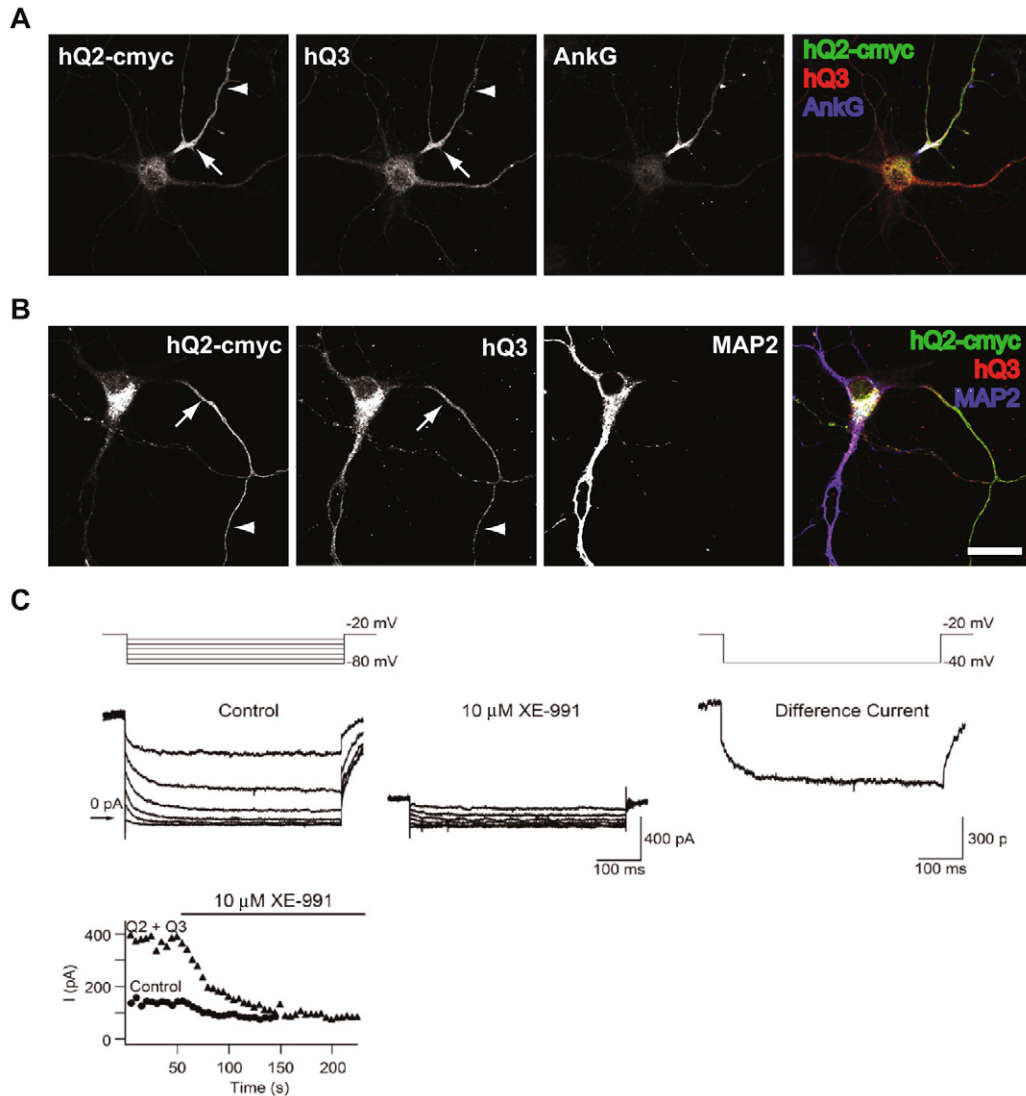 A
hQ2-cmyc
hQ3
AnkG
hQ2-cmyc
hQ3
AnkG
B
hQ2-cmyc
hQ3
MAP2
hQ2-cmyc
hQ3
MAP2
C
-20 mV
-80 mV
-20 mV
-40 mV
Control
10 μM XE-991
Difference Current
0 pA
400 pA
100 ms
300 p
100 ms
10 μM XE-991
Q2 + Q3
Control
400
200
0
I (pA)
50
100
150
200
Time (s)